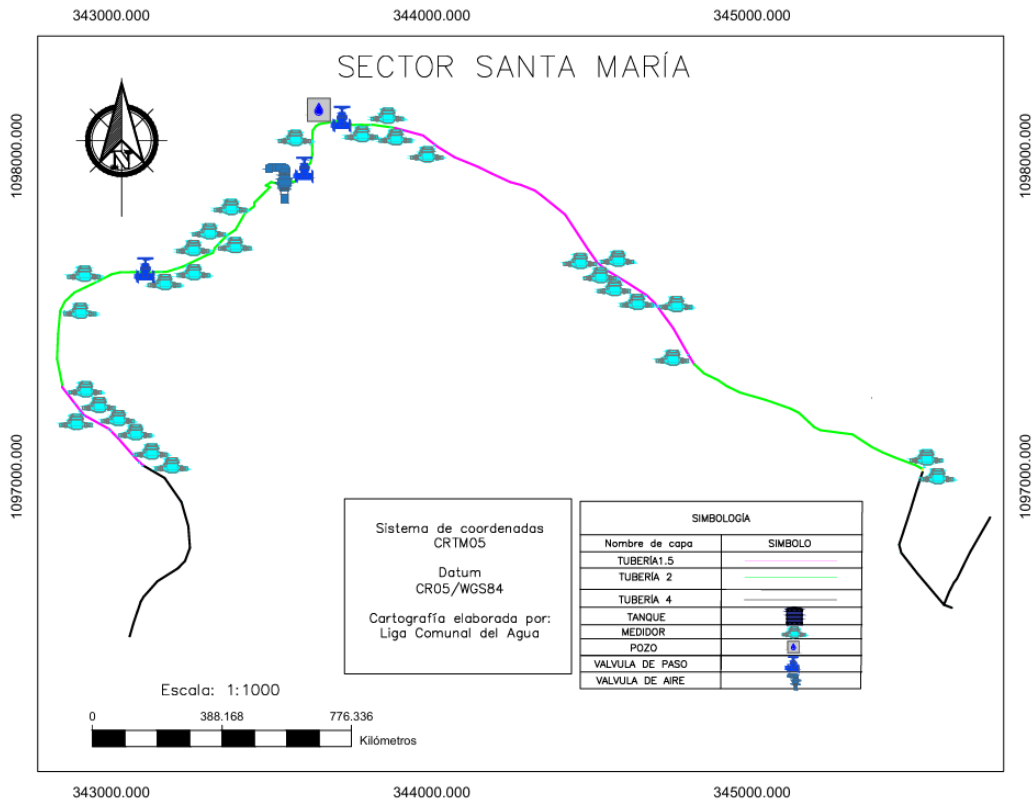 343000.000 344000.000 345000.000
SECTOR SANTA MARÍA
1098000.000 1098000.000
N
1097000.000 1097000.000
Sistema de coordenadas
CRTM05
Datum
CR05/WGS84
Cartografía elaborada por:
Liga Comunal del Agua
SIMBOLOGÍA
Nombre de capa SIMBOLO
TUBERÍA1.5
TUBERÍA 2
TUBERÍA 4
TANQUE
MEDIDOR
POZO
VALVULA DE PASO
VALVULA DE AIRE
Escala: 1:1000
0 388.168 776.336
Kilómetros
343000.000 344000.000 345000.000